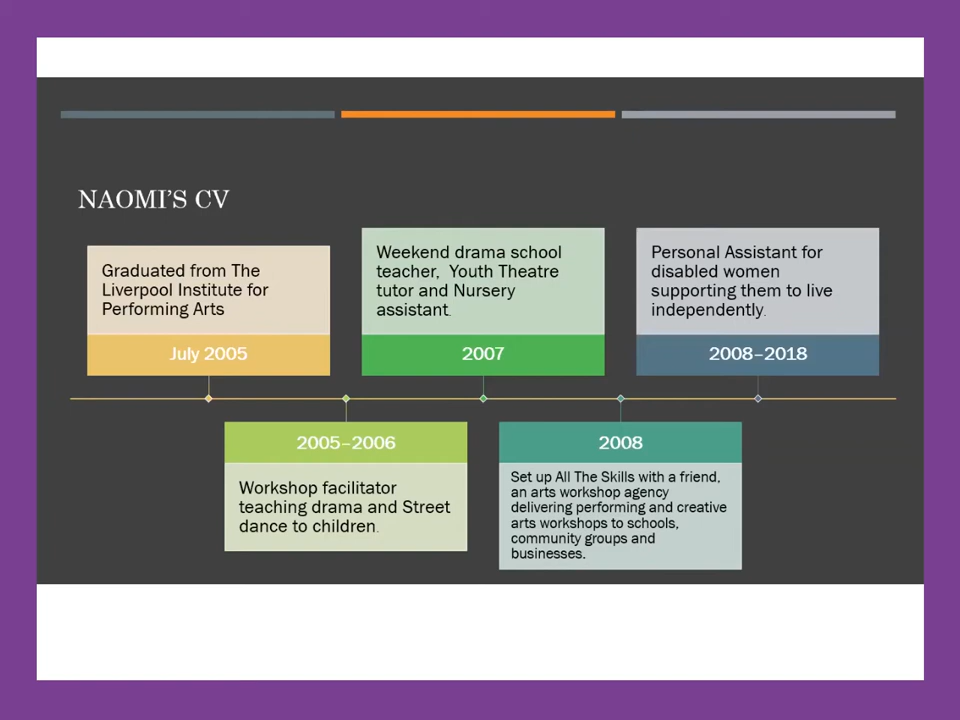 NAOMI'S CV
Graduated from The
Liverpool Institute for
Performing Arts
July 2005
2005–2006
Workshop facilitator
teaching drama and Street
dance to children.
Weekend drama school
teacher, Youth Theatre
tutor and Nursery
assistant.
2007
2008
Set up All The Skills with a friend,
an arts workshop agency
delivering performing and creative
arts workshops to schools,
community groups and
businesses.
Personal Assistant for
disabled women
supporting them to live
independently.
2008–2018